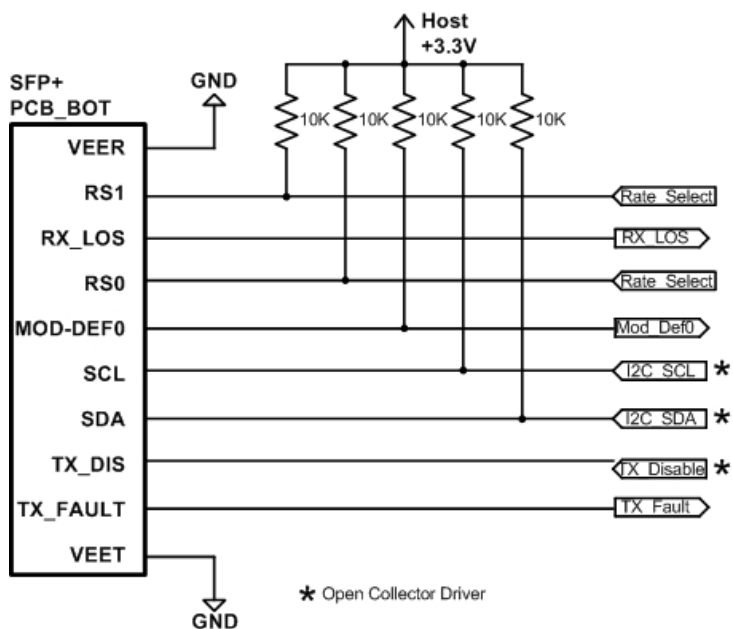 Host
+3.3V
SFP+
PCB_BOT
GND
10K 10K 10K 10K 10K
VEER
RS1 Rate_Select
RX_LOS RX_LOS
RS0 Rate_Select
MOD-DEF0 Mod_Def0
SCL I2C_SCL *
SDA I2C_SDA *
TX_DIS TX_Disable *
TX_FAULT TX_Fault
VEET
* Open Collector Driver
GND